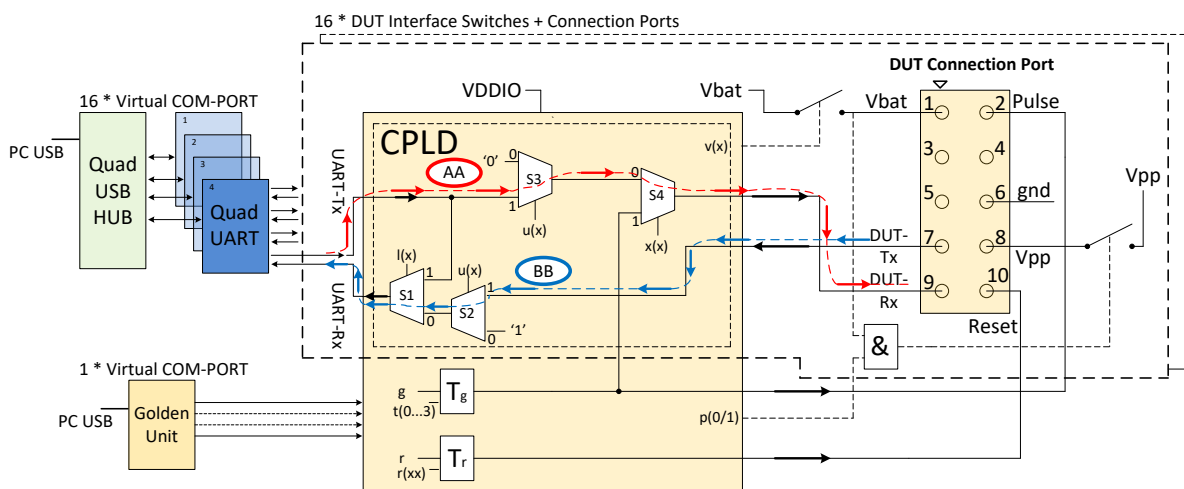 16 * DUT Interface Switches + Connection Ports
DUT Connection Port
16 * Virtual COM-PORT
PC USB
Quad
USB
HUB
1
2
3
4
Quad
UART
UART-Tx
UART-Rx
VDDIO
CPLD
AA
'0'
0
S3
1
u(x)
0
S4
1
x(x)
l(x)
1
S1
0
u(x)
BB
1
S2
0
'1'
Vbat
v(x)
Vbat
1
2
Pulse
3
4
5
6
gnd
Vpp
DUT-
Tx
7
8
Vpp
DUT-
Rx
9
10
Reset
&
1 * Virtual COM-PORT
PC USB
Golden
Unit
g
t(0...3)
Tg
p(0/1)
r
r(xx)
Tr